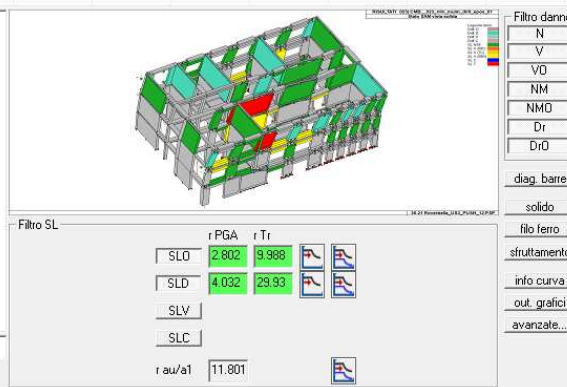 Filtro danno
N
V
VO
NM
NMO
Dr
DrO
diag. barre
solido
filo ferro
sfruttamento
info curva
out. grafici
avanzate...
Filtro SL
r PGA r Tr
SLO 2.802 9.988
SLD 4.032 29.93
SLV
SLC
r au/a1 11.801